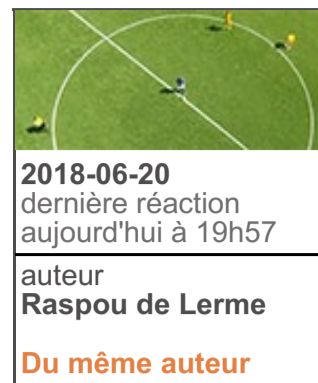 2018-06-20
dernière réaction
aujourd'hui à 19h57
auteur
Raspou de Lerme
Du même auteur